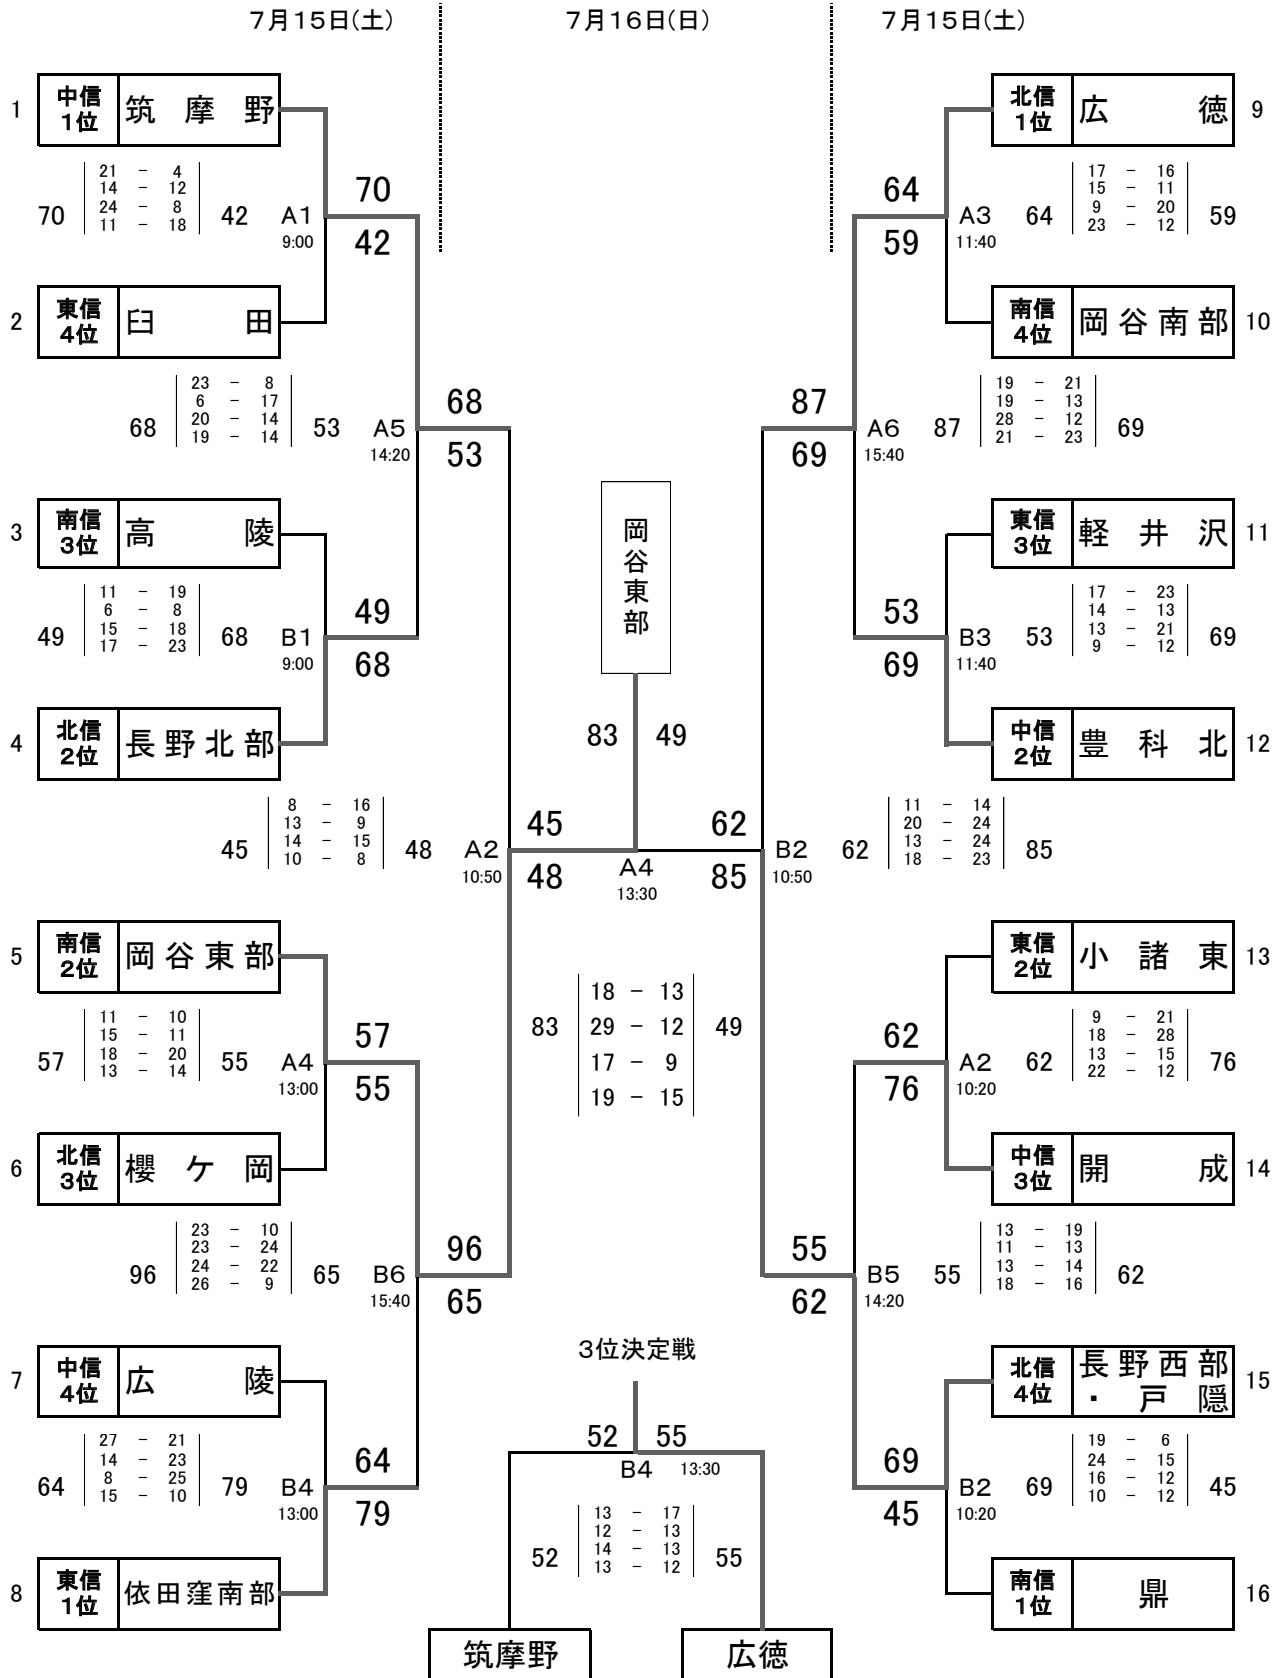 7月15日(土)
7月16日(日)
7月15日(土)
1 中信1位 筑摩野
70
21 - 4
14 - 12
24 - 8
11 - 18
42
A1
9:00
70
42
2 東信4位 臼田
68
23 - 8
6 - 17
20 - 14
19 - 14
53
A5
14:20
68
53
3 南信3位 高陵
49
11 - 19
6 - 8
15 - 18
17 - 23
68
B1
9:00
49
68
4 北信2位 長野北部
45
8 - 16
13 - 9
14 - 15
10 - 8
48
A2
10:50
45
48
5 南信2位 岡谷東部
57
11 - 10
15 - 11
18 - 20
13 - 14
55
A4
13:00
57
55
6 北信3位 櫻ケ岡
96
23 - 10
23 - 24
24 - 22
26 - 9
65
B6
15:40
96
65
7 中信4位 広陵
64
27 - 21
14 - 23
8 - 25
15 - 10
79
B4
13:00
64
79
8 東信1位 依田窪南部
岡谷東部
83 49
A4
13:30
83
18 - 13
29 - 12
17 - 9
19 - 15
49
3位決定戦
52 55
B4 13:30
52
13 - 17
12 - 13
14 - 13
13 - 12
55
筑摩野
広徳
北信1位 広徳 9
64
59
A3
11:40
64
17 - 16
15 - 11
9 - 20
23 - 12
59
南信4位 岡谷南部 10
87
69
A6
15:40
87
19 - 21
19 - 13
28 - 12
21 - 23
69
東信3位 軽井沢 11
53
69
B3
11:40
53
17 - 23
14 - 13
13 - 21
9 - 12
69
中信2位 豊科北 12
62
85
B2
10:50
62
11 - 14
20 - 24
13 - 24
18 - 23
85
東信2位 小諸東 13
62
76
A2
10:20
62
9 - 21
18 - 28
13 - 15
22 - 12
76
中信3位 開成 14
55
62
B5
14:20
55
13 - 19
11 - 13
13 - 14
18 - 16
62
北信4位 長野西部・戸隠 15
69
45
B2
10:20
69
19 - 6
24 - 15
16 - 12
10 - 12
45
南信1位 鼎 16